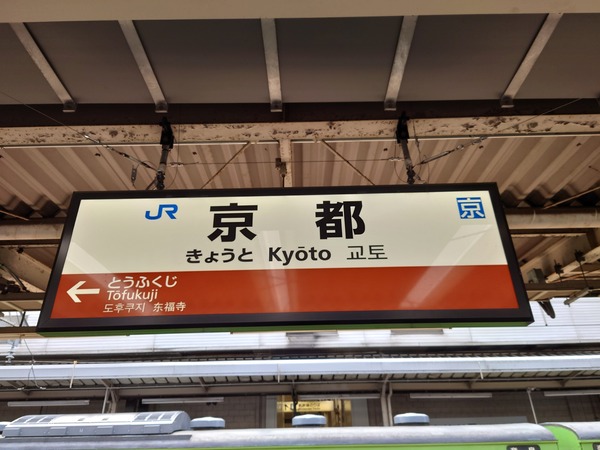 JR 京都 京
きょうと Kyōto 교토
とうふくじ
Tōfukuji
도후쿠지 东福寺